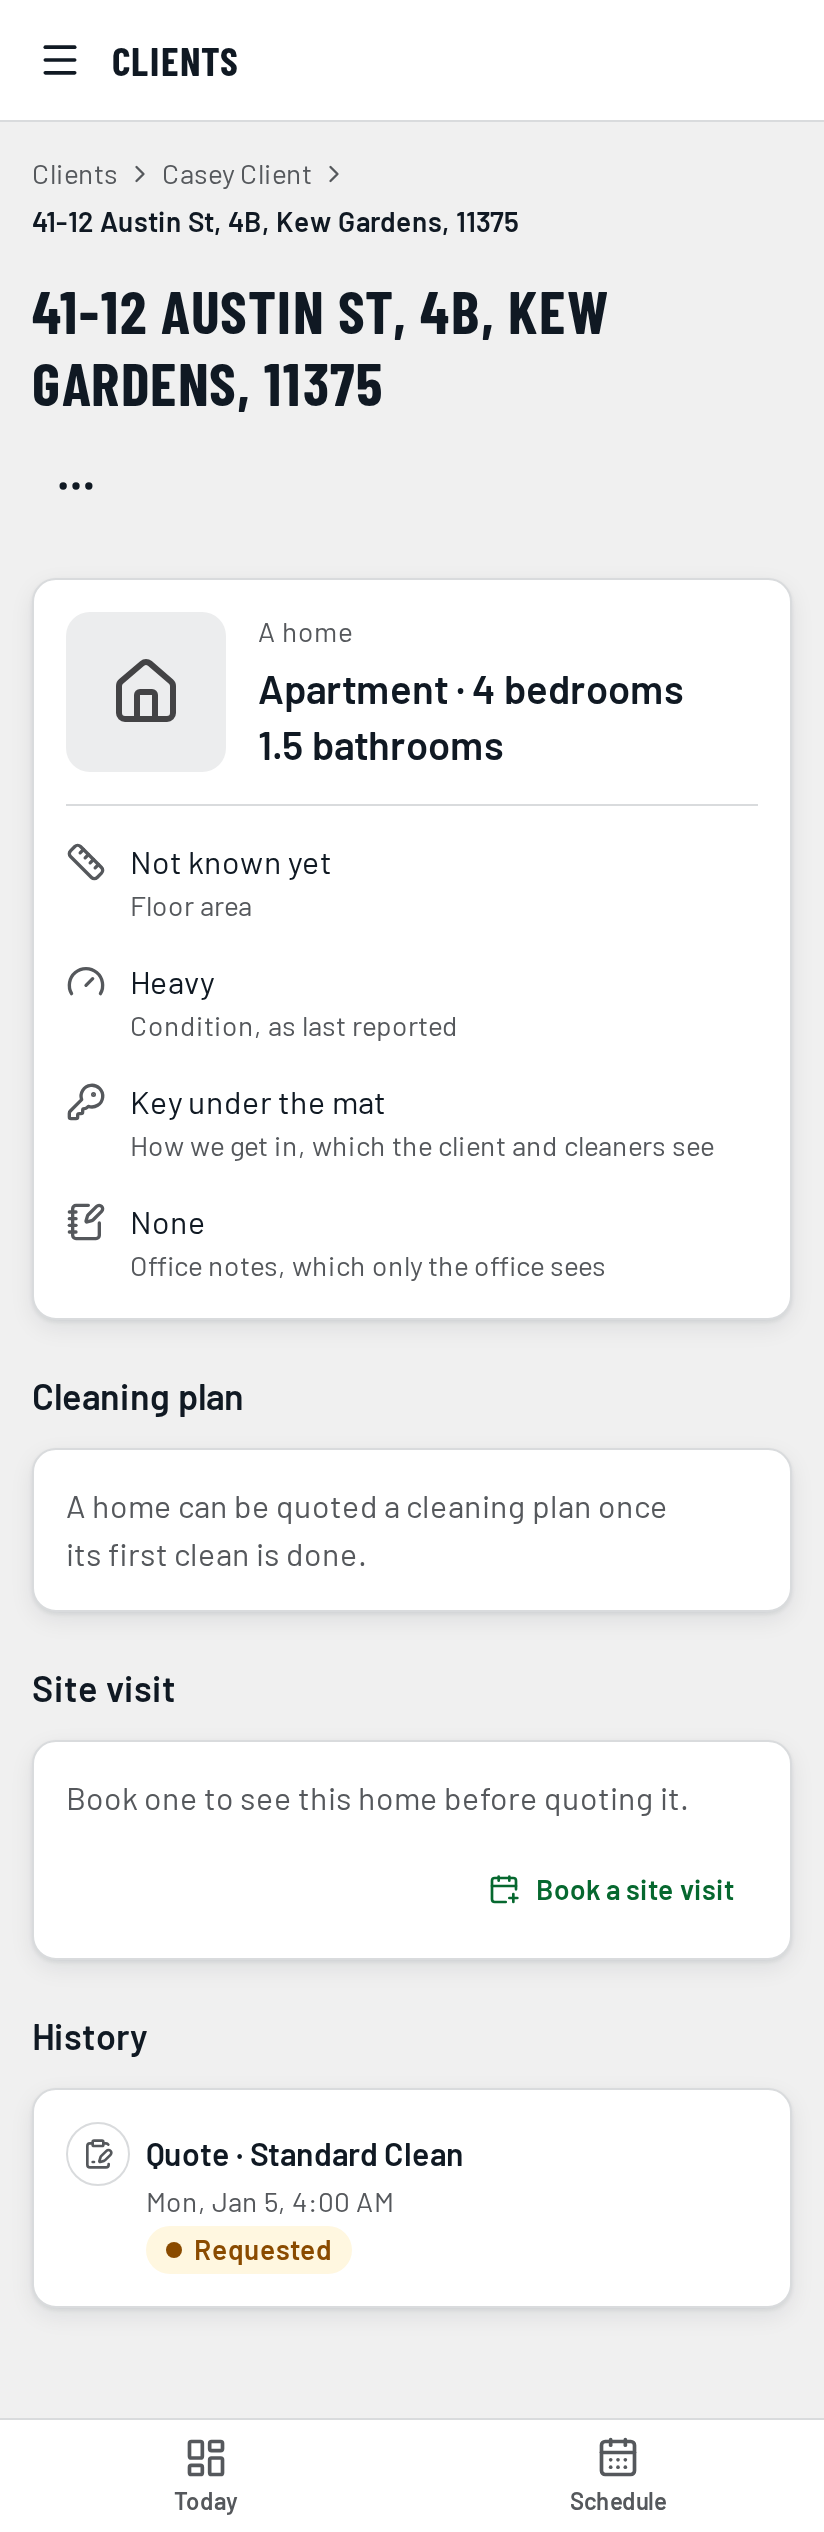 CLIENTS
Clients > Casey Client >
41-12 Austin St, 4B, Kew Gardens, 11375
41-12 AUSTIN ST, 4B, KEW
GARDENS, 11375
...
A home
Apartment · 4 bedrooms
1.5 bathrooms
Not known yet
Floor area
Heavy
Condition, as last reported
Key under the mat
How we get in, which the client and cleaners see
None
Office notes, which only the office sees
Cleaning plan
A home can be quoted a cleaning plan once
its first clean is done.
Site visit
Book one to see this home before quoting it.
Book a site visit
History
Quote · Standard Clean
Mon, Jan 5, 4:00 AM
Requested
Today
Schedule